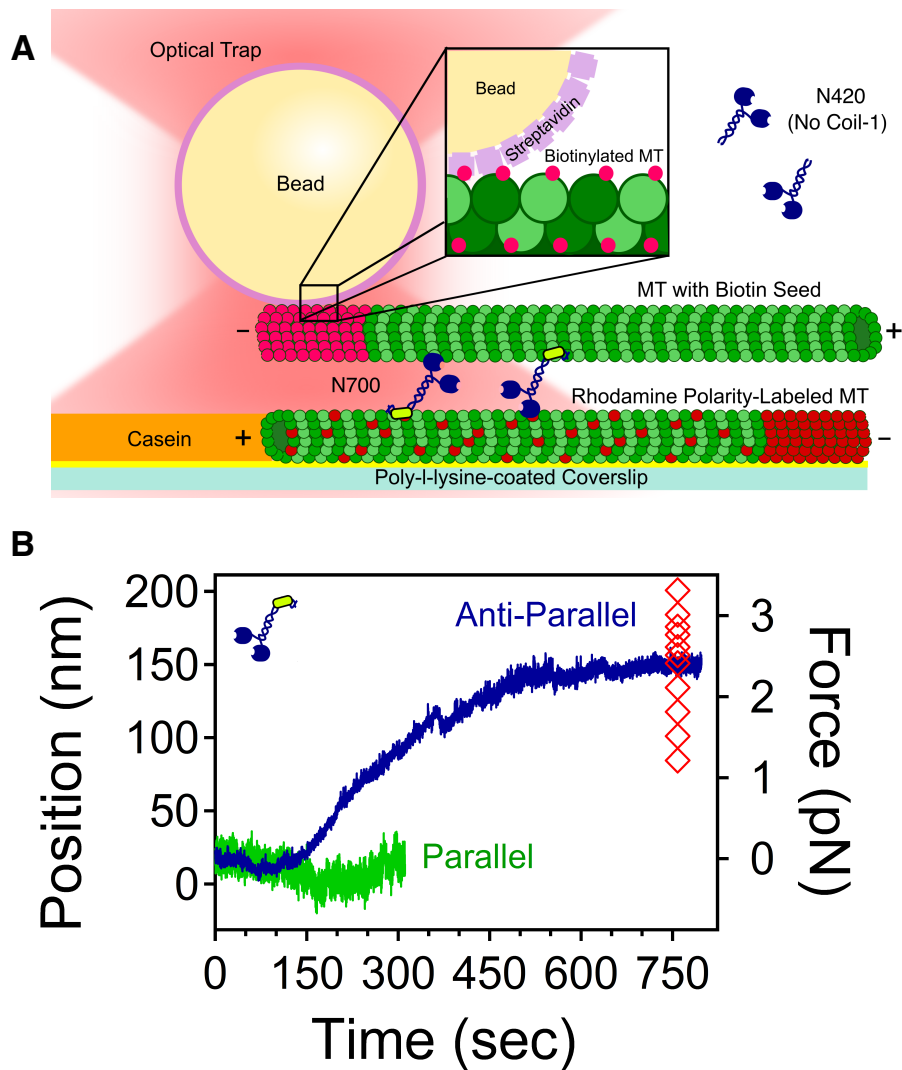 A
Optical Trap
Bead
Bead
Streptavidin
Biotinylated MT
N420
(No Coil-1)
MT with Biotin Seed
–
+
N700
Rhodamine Polarity-Labeled MT
Casein
+
–
Poly-l-lysine-coated Coverslip
B
Position (nm)
200
150
100
50
0
Anti-Parallel
Parallel
3
2
1
0
Force (pN)
0 150 300 450 600 750
Time (sec)